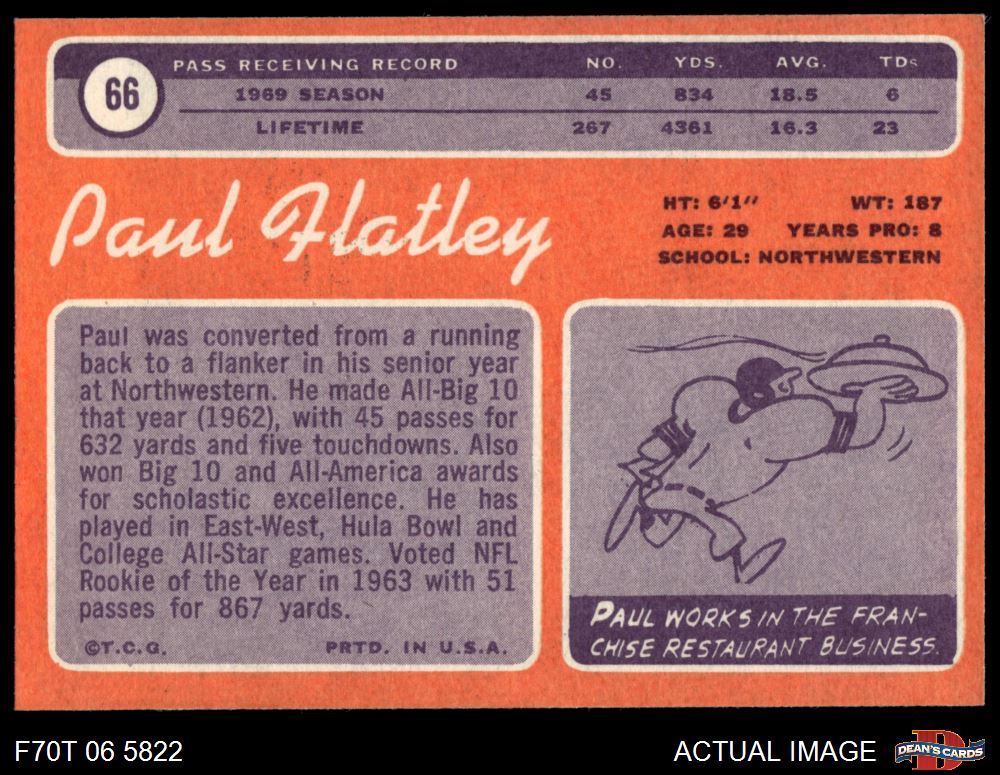 66
PASS RECEIVING RECORD NO. YDS. AVG. TDs
1969 SEASON 45 834 18.5 6
LIFETIME 267 4361 16.3 23
Paul Flatley
HT: 6'1" WT: 187
AGE: 29 YEARS PRO: 8
SCHOOL: NORTHWESTERN
Paul was converted from a running
back to a flanker in his senior year
at Northwestern. He made All-Big 10
that year (1962), with 45 passes for
632 yards and five touchdowns. Also
won Big 10 and All-America awards
for scholastic excellence. He has
played in East-West, Hula Bowl and
College All-Star games. Voted NFL
Rookie of the Year in 1963 with 51
passes for 867 yards.
©T.C.G. PRTD. IN U.S.A.
PAUL WORKS IN THE FRAN-
CHISE RESTAURANT BUSINESS.
F70T 06 5822
ACTUAL IMAGE
D
DEAN'S CARDS